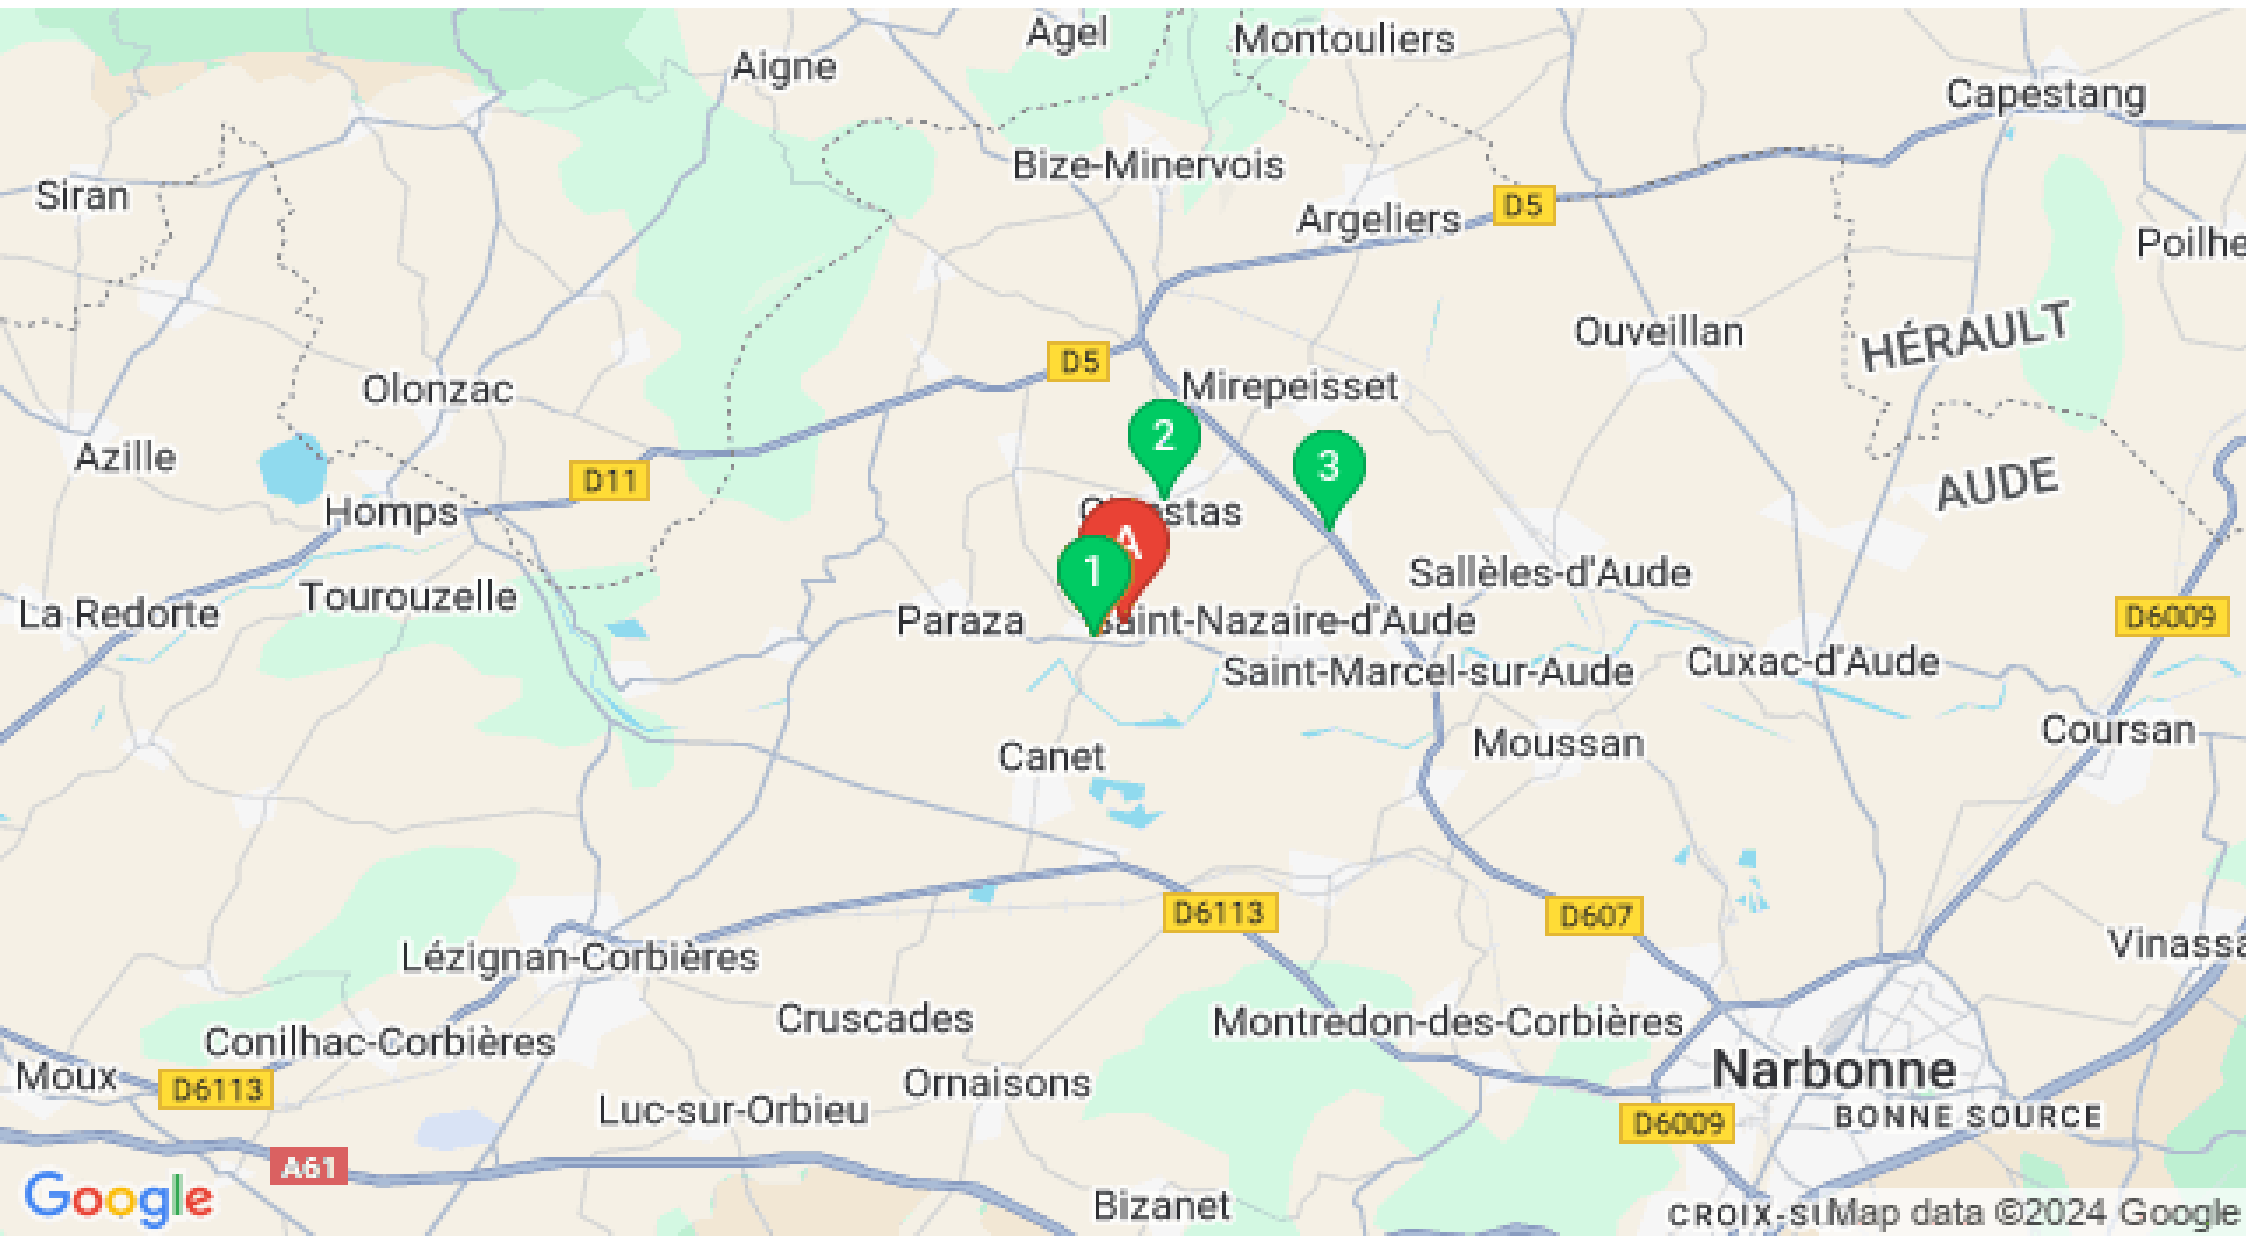 Agel
Montouliers
Aigne
Capestang
Bize-Minervois
Siran
D5
Argeliers
Poilhe
Ouveillan
HÉRAULT
D5
Mirepeisset
Olonzac
2
Azille
3
D11
AUDE
Homps
stas
A
1
Sallèles-d'Aude
Tourouzelle
La Redorte
Paraza
Saint-Nazaire-d'Aude
D6009
Saint-Marcel-sur-Aude
Cuxac-d'Aude
Coursan
Moussan
Canet
D6113
D607
Vinassa
Lézignan-Corbières
Cruscades
Montredon-des-Corbières
Conilhac-Corbières
Moux
Narbonne
D6113
Ornaisons
Luc-sur-Orbieu
BONNE SOURCE
D6009
A61
Google
Bizanet
CROIX-SU
Map data ©2024 Google